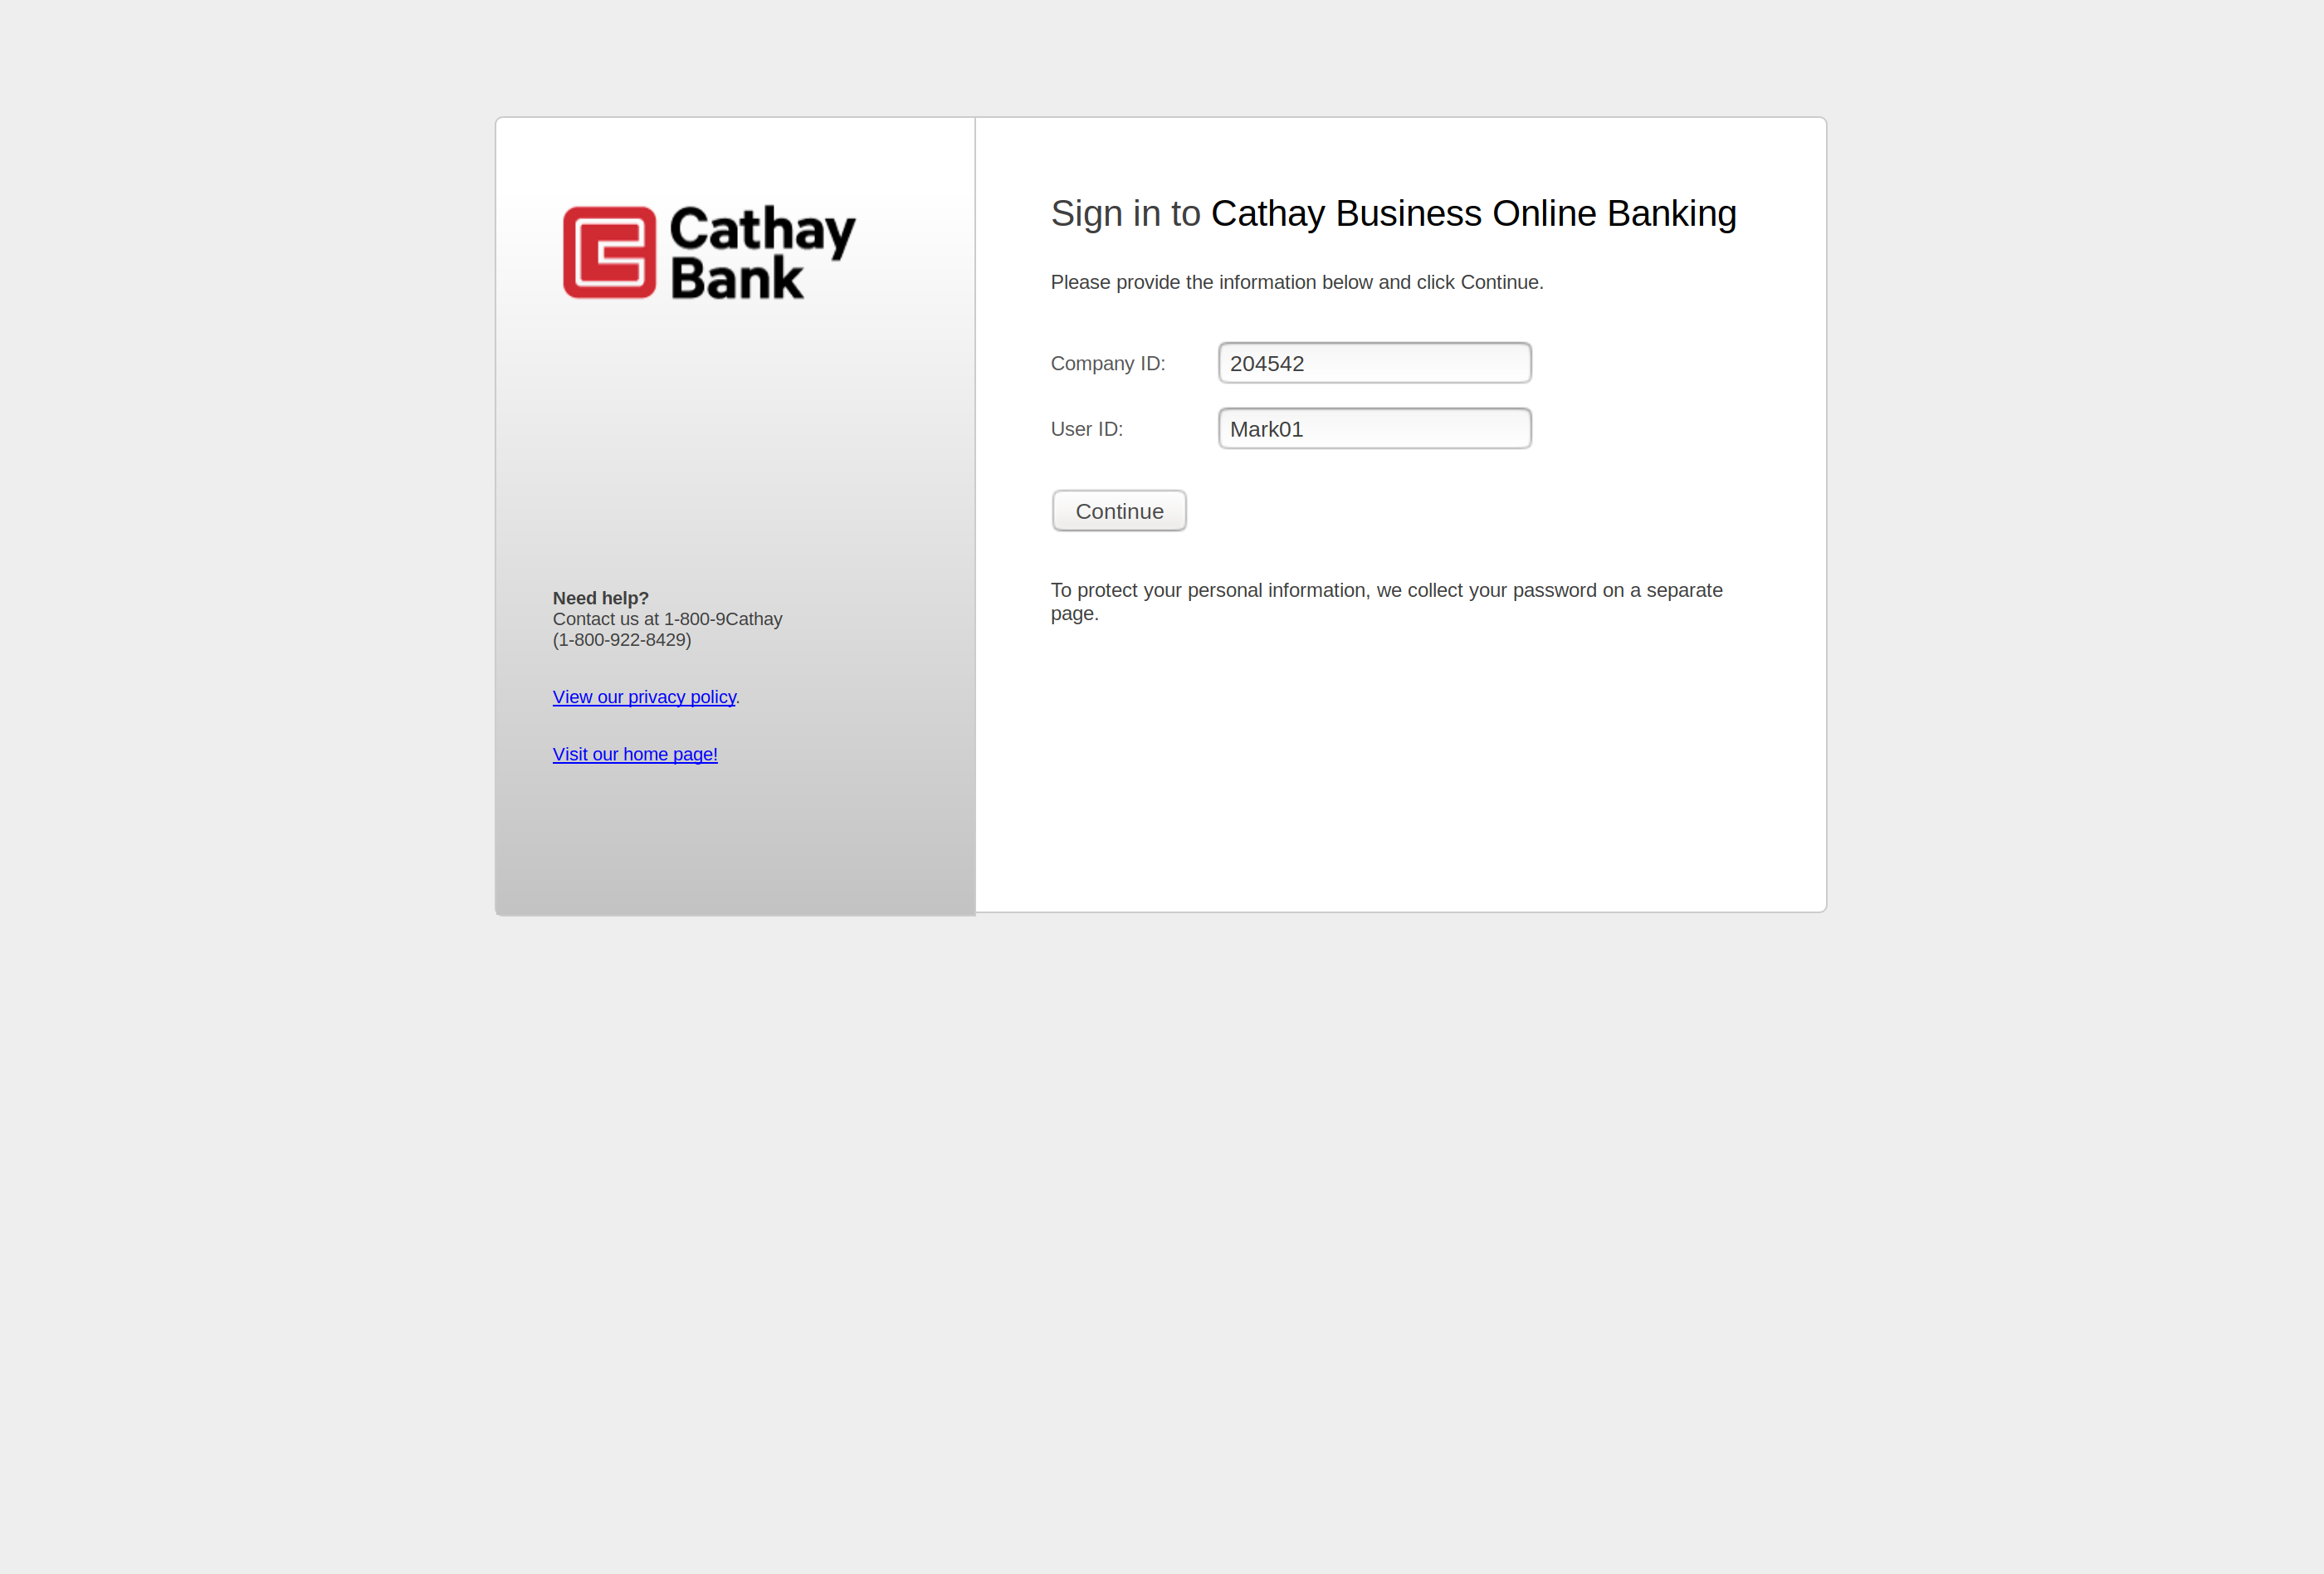 Cathay
Bank
Need help?
Contact us at 1-800-9Cathay
(1-800-922-8429)
View our privacy policy.
Visit our home page!
Sign in to Cathay Business Online Banking
Please provide the information below and click Continue.
Company ID: 204542
User ID: Mark01
Continue
To protect your personal information, we collect your password on a separate
page.